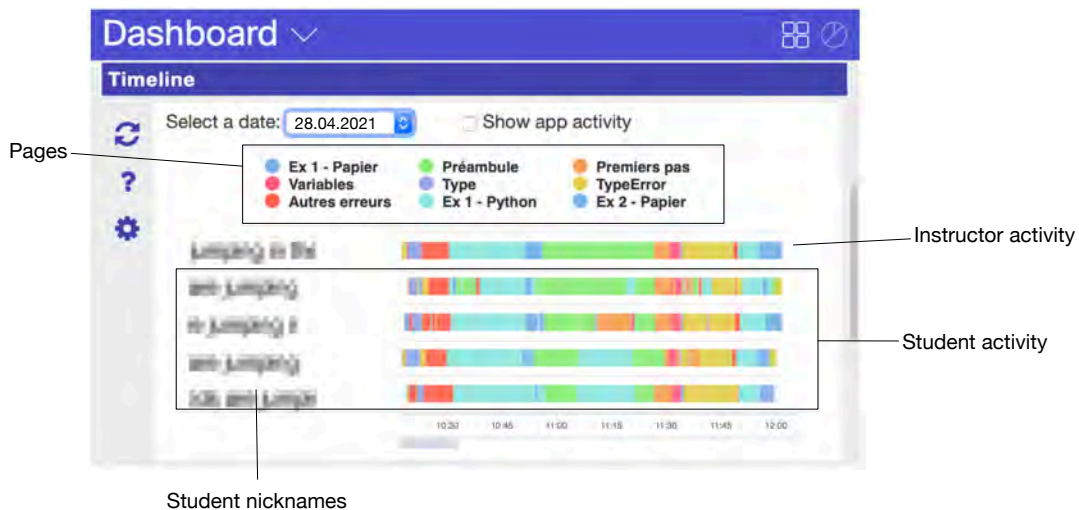 Dashboard
Timeline
Select a date: 28.04.2021 Show app activity
Pages
Ex 1 - Papier Préambule Premiers pas
Variables Type TypeError
Autres erreurs Ex 1 - Python Ex 2 - Papier
Instructor activity
Student activity
10:30 10:45 11:00 11:15 11:30 11:45 12:00
Student nicknames